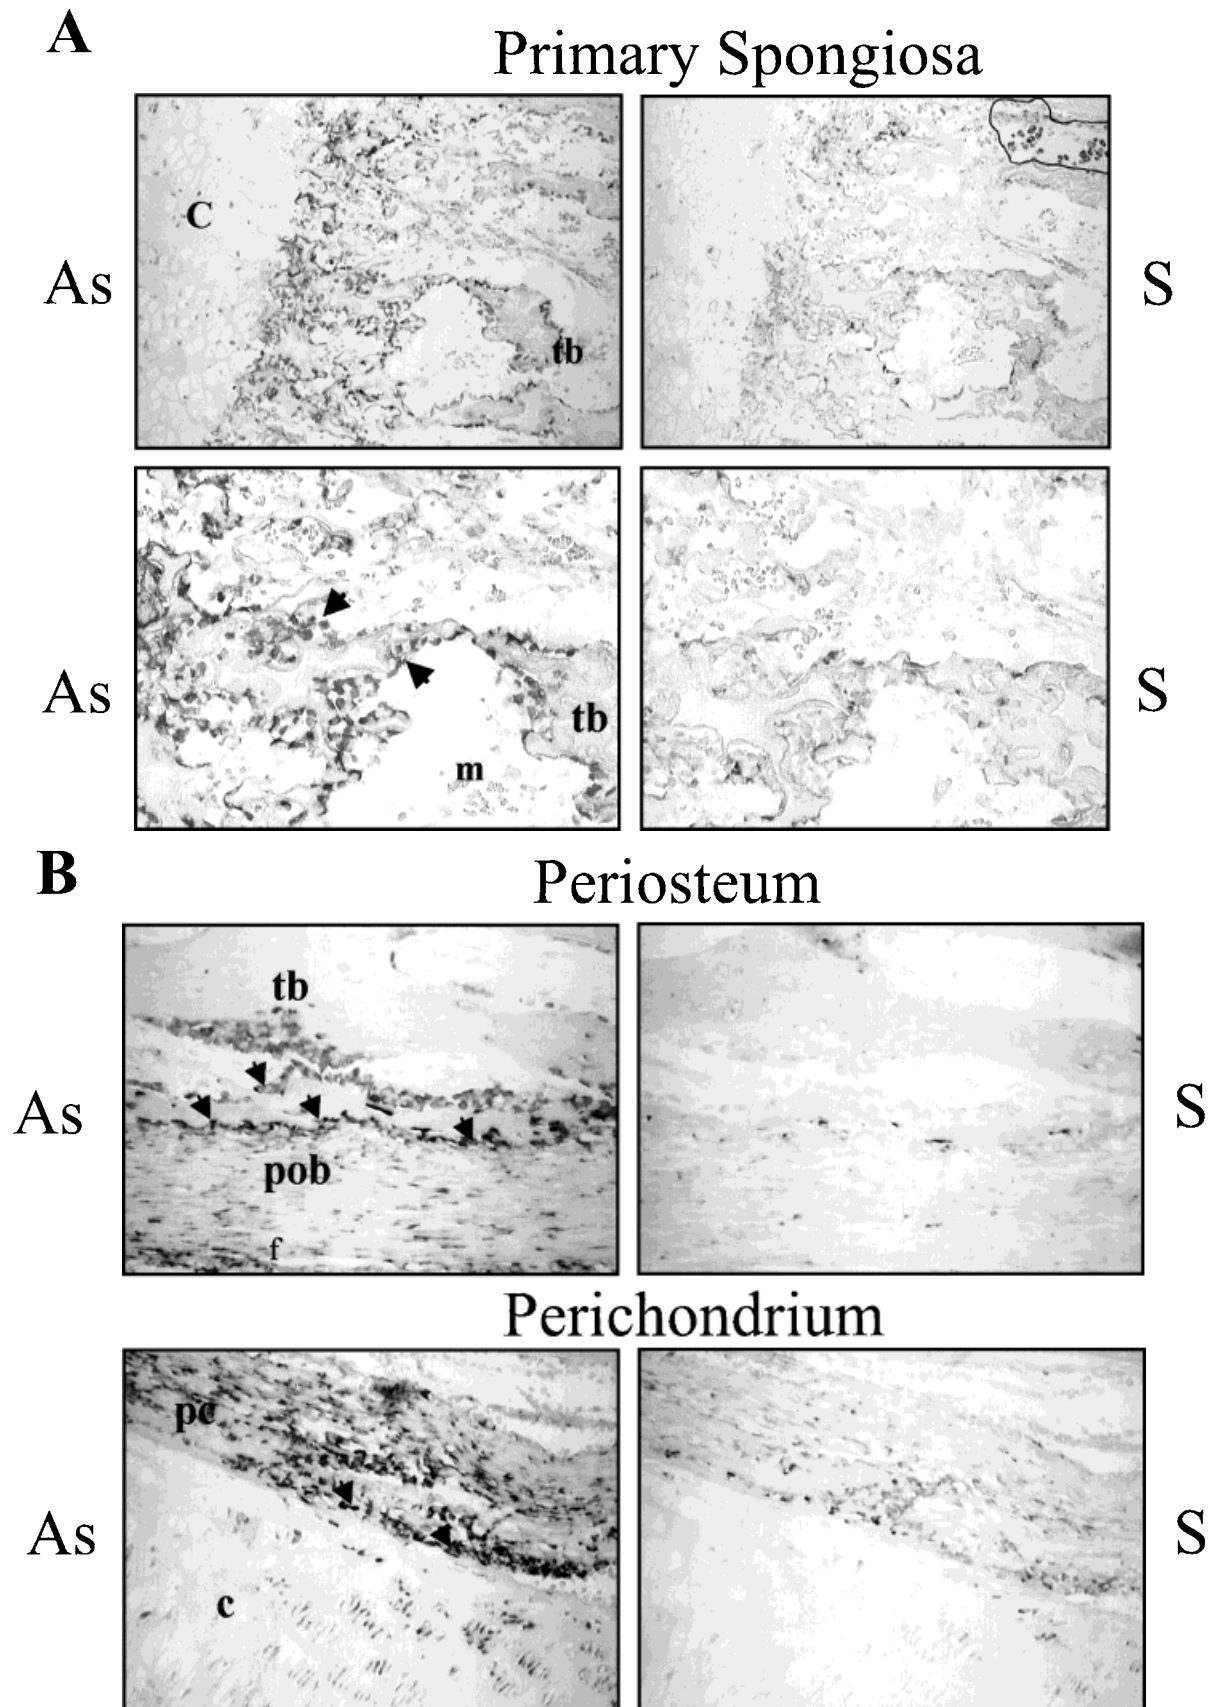 A
Primary Spongiosa
C
As
tb
S
As
tb
m
S
B
Periosteum
tb
As
pob
f
S
Perichondrium
pc
As
c
S